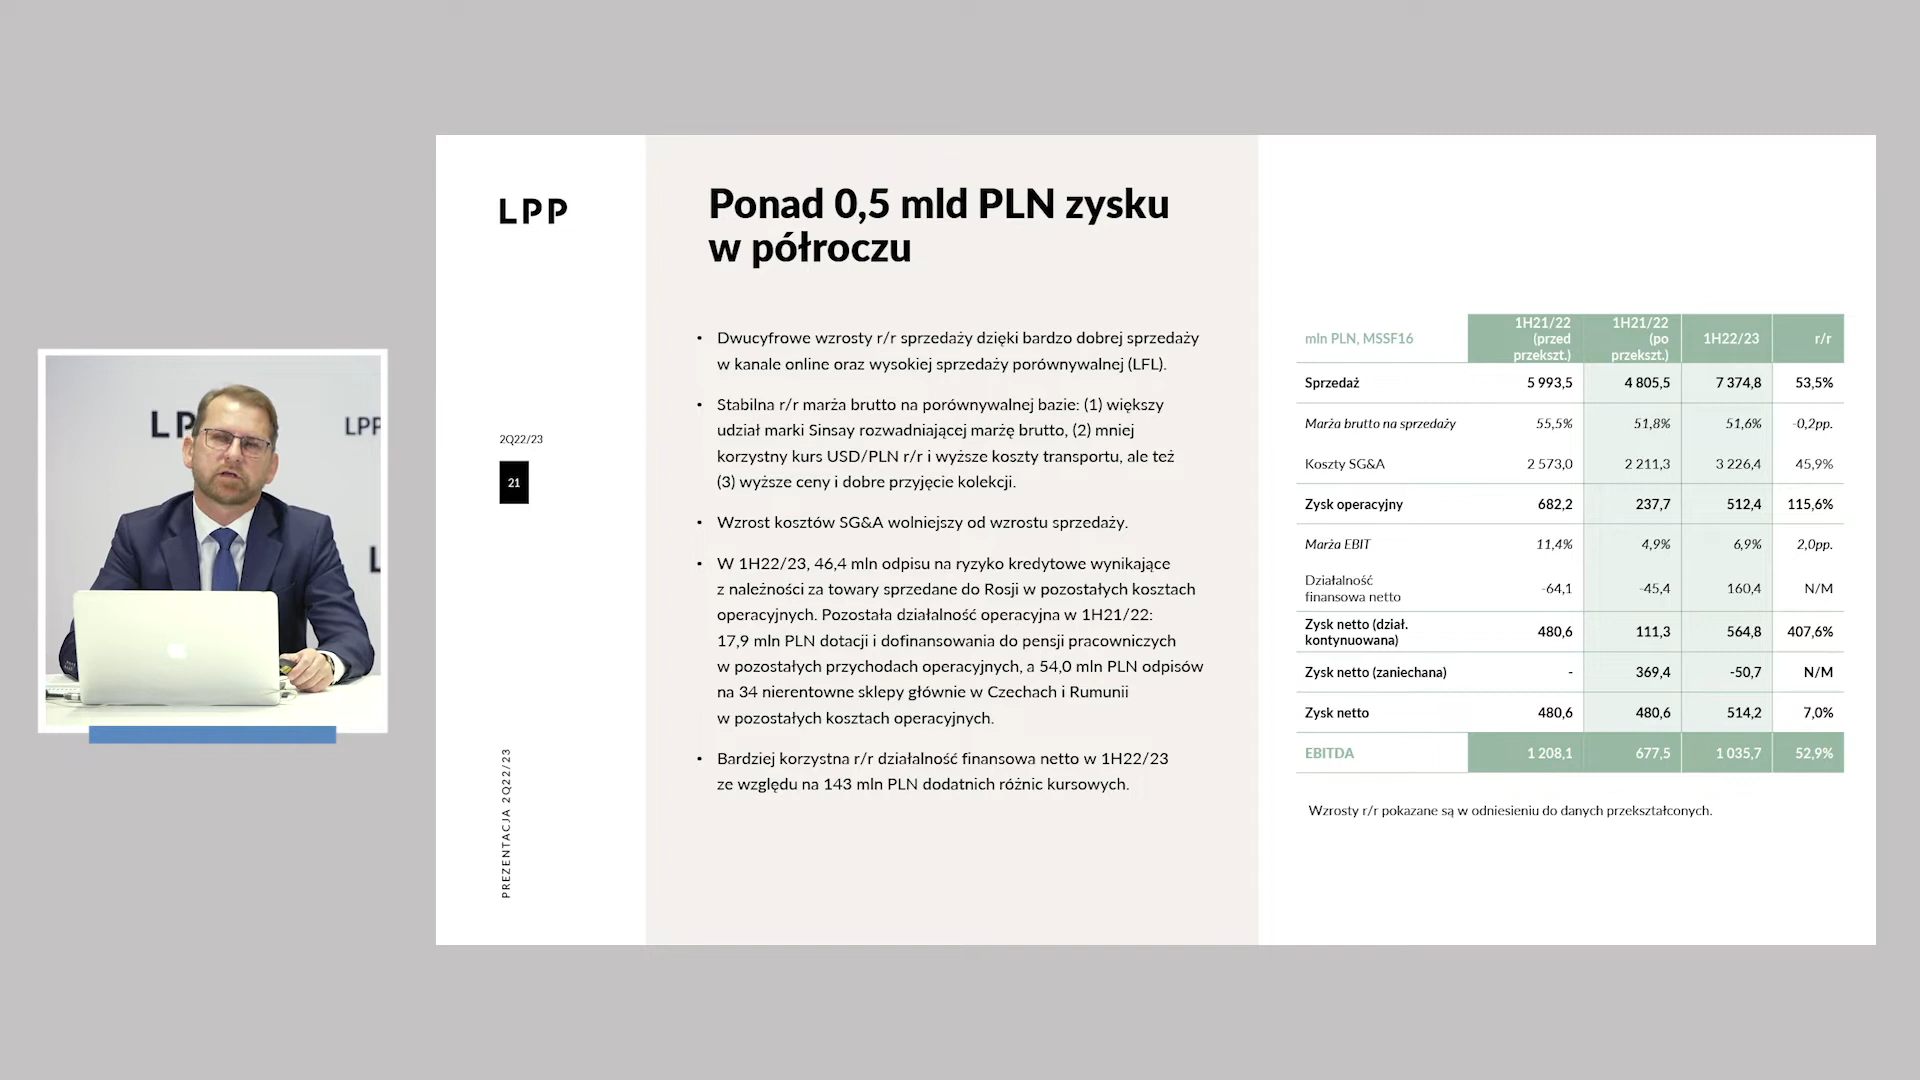 LPP
LPP
L
LPP
2Q22/23
21
PREZENTACJA 2Q22/23
Ponad 0,5 mld PLN zysku
w półroczu
• Dwucyfrowe wzrosty r/r sprzedaży dzięki bardzo dobrej sprzedaży
w kanale online oraz wysokiej sprzedaży porównywalnej (LFL).
• Stabilna r/r marża brutto na porównywalnej bazie: (1) większy
udział marki Sinsay rozwadniającej marżę brutto, (2) mniej
korzystny kurs USD/PLN r/r i wyższe koszty transportu, ale też
(3) wyższe ceny i dobre przyjęcie kolekcji.
• Wzrost kosztów SG&A wolniejszy od wzrostu sprzedaży.
• W 1H22/23, 46,4 mln odpisu na ryzyko kredytowe wynikające
z należności za towary sprzedane do Rosji w pozostałych kosztach
operacyjnych. Pozostała działalność operacyjna w 1H21/22:
17,9 mln PLN dotacji i dofinansowania do pensji pracowniczych
w pozostałych przychodach operacyjnych, a 54,0 mln PLN odpisów
na 34 nierentowne sklepy głównie w Czechach i Rumunii
w pozostałych kosztach operacyjnych.
• Bardziej korzystna r/r działalność finansowa netto w 1H22/23
ze względu na 143 mln PLN dodatnich różnic kursowych.
mln PLN, MSSF16 1H21/22 (przed przekszt.) 1H21/22 (po przekszt.) 1H22/23 r/r
Sprzedaż 5 993,5 4 805,5 7 374,8 53,5%
Marża brutto na sprzedaży 55,5% 51,8% 51,6% -0,2pp.
Koszty SG&A 2 573,0 2 211,3 3 226,4 45,9%
Zysk operacyjny 682,2 237,7 512,4 115,6%
Marża EBIT 11,4% 4,9% 6,9% 2,0pp.
Działalność
finansowa netto -64,1 -45,4 160,4 N/M
Zysk netto (dział.
kontynuowana) 480,6 111,3 564,8 407,6%
Zysk netto (zaniechana) - 369,4 -50,7 N/M
Zysk netto 480,6 480,6 514,2 7,0%
EBITDA 1 208,1 677,5 1 035,7 52,9%
Wzrosty r/r pokazane są w odniesieniu do danych przekształconych.